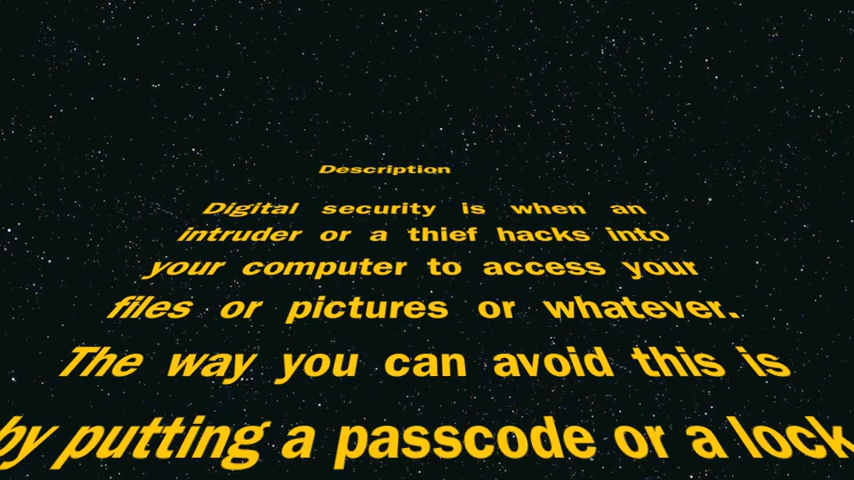 Description
Digital security is when an
intruder or a thief hacks into
your computer to access your
files or pictures or whatever.
The way you can avoid this is
by putting a passcode or a lock